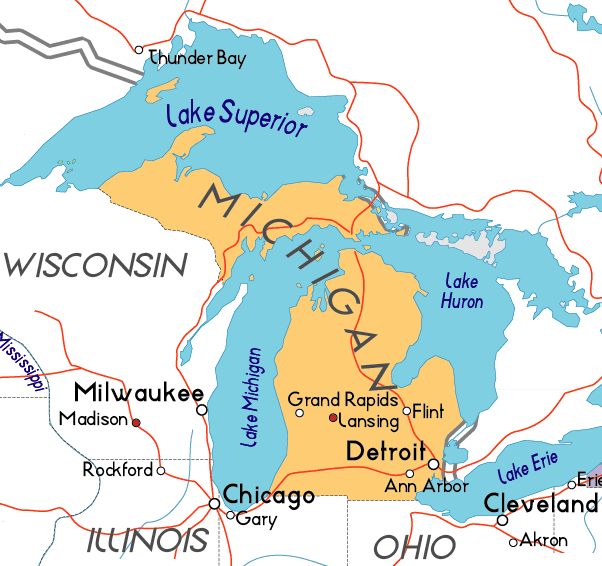 Thunder Bay
Lake Superior
MICHIGAN
WISCONSIN
Lake
Huron
Mississippi
Lake Michigan
Milwaukee
Madison
Grand Rapids
Lansing
Flint
Detroit
Rockford
Ann Arbor
Lake Erie
Erie
Chicago
Gary
Cleveland
ILLINOIS
OHIO
Akron